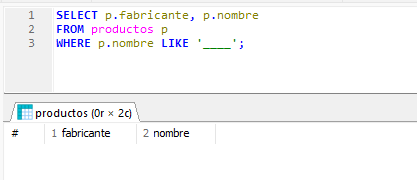 1 SELECT p.fabricante, p.nombre
2 FROM productos p
3 WHERE p.nombre LIKE '____';
productos (0r × 2c)
# 1 fabricante 2 nombre